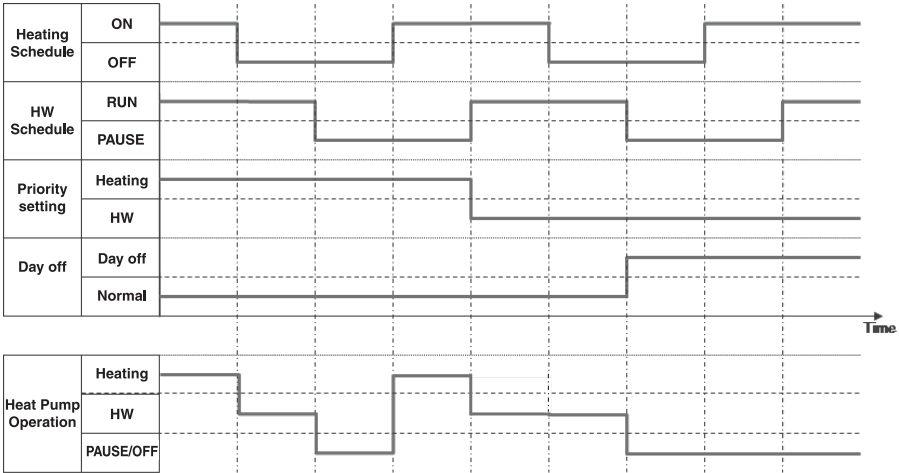 Heating
Schedule
ON
OFF
HW
Schedule
RUN
PAUSE
Priority
setting
Heating
HW
Day off
Day off
Normal
Time
Heat Pump
Operation
Heating
HW
PAUSE/OFF